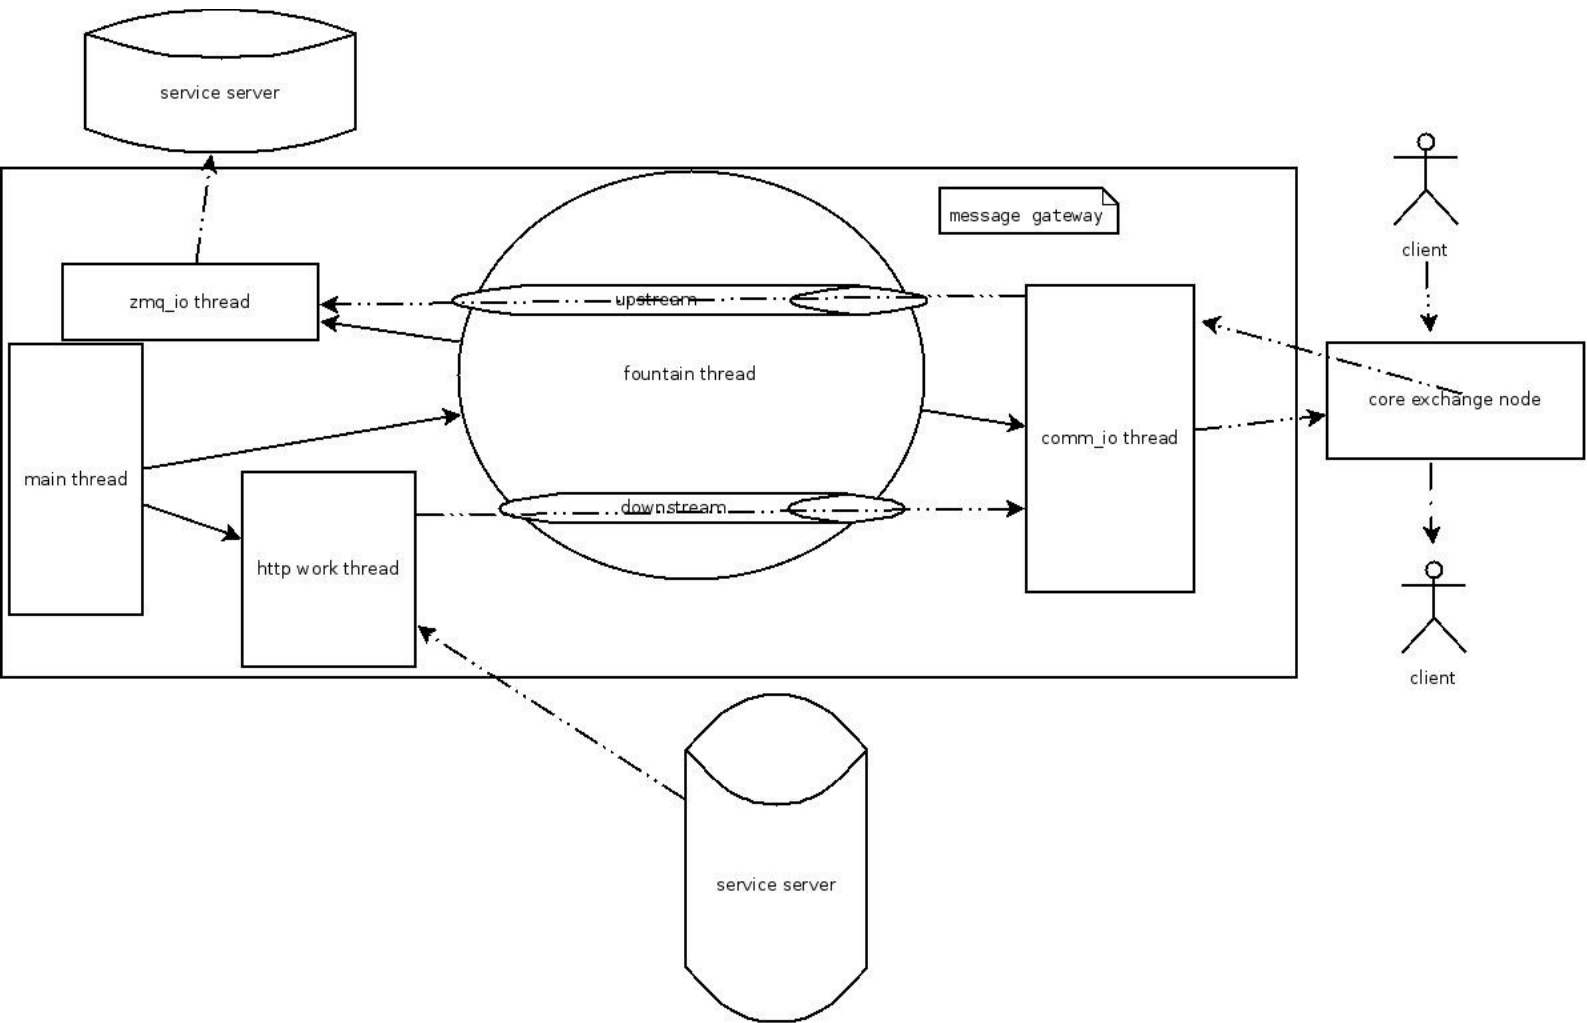 service server
message gateway
client
zmq_io thread
upstream
fountain thread
core exchange node
comm_io thread
main thread
downstream
http work thread
client
service server